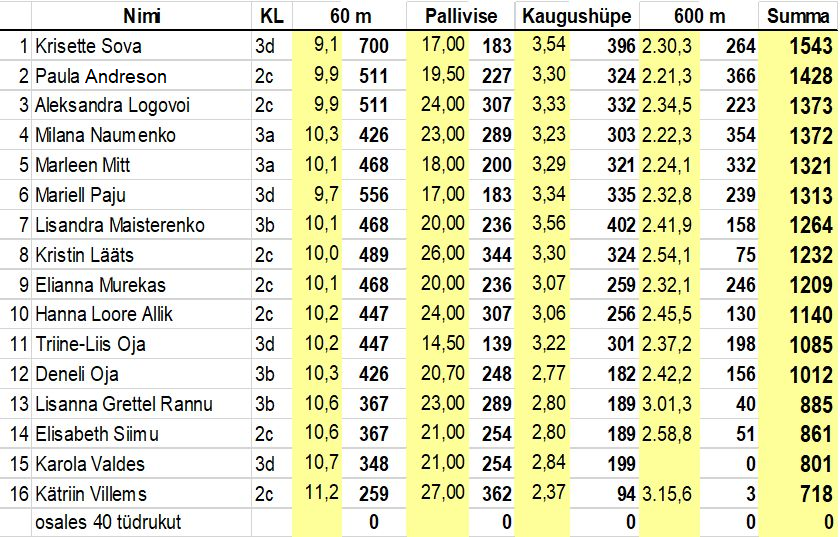 Nimi KL 60 m Pallivise Kaugushüpe 600 m Summa
1 Krisette Sova 3d 9,1 700 17,00 183 3,54 396 2.30,3 264 1543
2 Paula Andreson 2c 9,9 511 19,50 227 3,30 324 2.21,3 366 1428
3 Aleksandra Logovoi 2c 9,9 511 24,00 307 3,33 332 2.34,5 223 1373
4 Milana Naumenko 3a 10,3 426 23,00 289 3,23 303 2.22,3 354 1372
5 Marleen Mitt 3a 10,1 468 18,00 200 3,29 321 2.24,1 332 1321
6 Mariell Paju 3d 9,7 556 17,00 183 3,34 335 2.32,8 239 1313
7 Lisandra Maisterenko 3b 10,1 468 20,00 236 3,56 402 2.41,9 158 1264
8 Kristin Lääts 2c 10,0 489 26,00 344 3,30 324 2.54,1 75 1232
9 Elianna Murekas 2c 10,1 468 20,00 236 3,07 259 2.32,1 246 1209
10 Hanna Loore Allik 2c 10,2 447 24,00 307 3,06 256 2.45,5 130 1140
11 Triine-Liis Oja 3d 10,2 447 14,50 139 3,22 301 2.37,2 198 1085
12 Deneli Oja 3b 10,3 426 20,70 248 2,77 182 2.42,2 156 1012
13 Lisanna Grettel Rannu 3b 10,6 367 23,00 289 2,80 189 3.01,3 40 885
14 Elisabeth Siimu 2c 10,6 367 21,00 254 2,80 189 2.58,8 51 861
15 Karola Valdes 3d 10,7 348 21,00 254 2,84 199 0 801
16 Kätriin Villems 2c 11,2 259 27,00 362 2,37 94 3.15,6 3 718
osales 40 tüdrukut 0 0 0 0 0